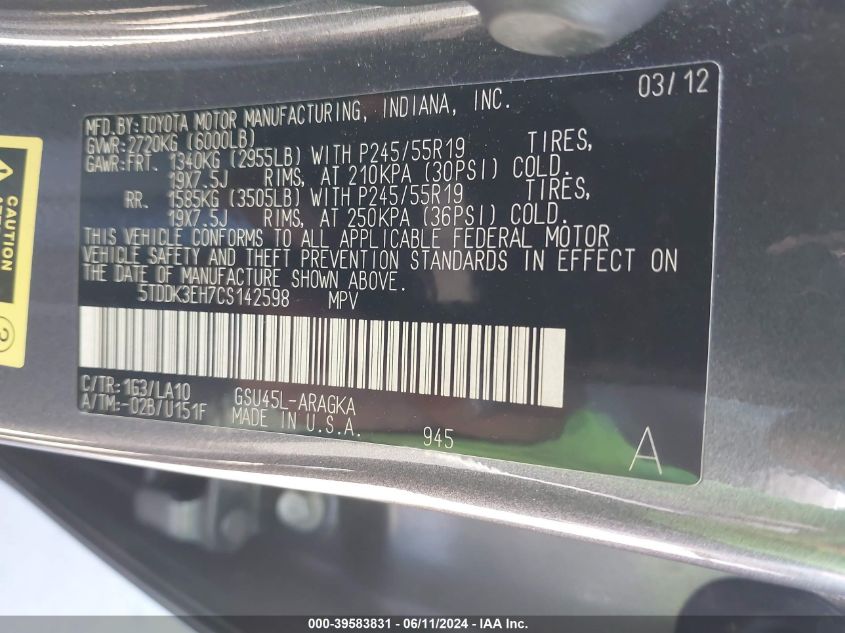 03/12
MFD.BY:TOYOTA MOTOR MANUFACTURING, INDIANA, INC.
GVWR:2720KG (6000LB)
GAWR:FRT. 1340KG (2955LB) WITH P245/55R19 TIRES,
19X7.5J RIMS, AT 210KPA (30PSI) COLD.
RR. 1585KG (3505LB) WITH P245/55R19 TIRES,
19X7.5J RIMS, AT 250KPA (36PSI) COLD.
THIS VEHICLE CONFORMS TO ALL APPLICABLE FEDERAL MOTOR
VEHICLE SAFETY AND THEFT PREVENTION STANDARDS IN EFFECT ON
THE DATE OF MANUFACTURE SHOWN ABOVE.
5TDDK3EH7CS142598 MPV
C/TR:1G3/LA10 GSU45L-ARAGKA
A/TM:-02B/U151F MADE IN U.S.A. 945
A
CAUTION
2
000-39583831 - 06/11/2024 - IAA Inc.